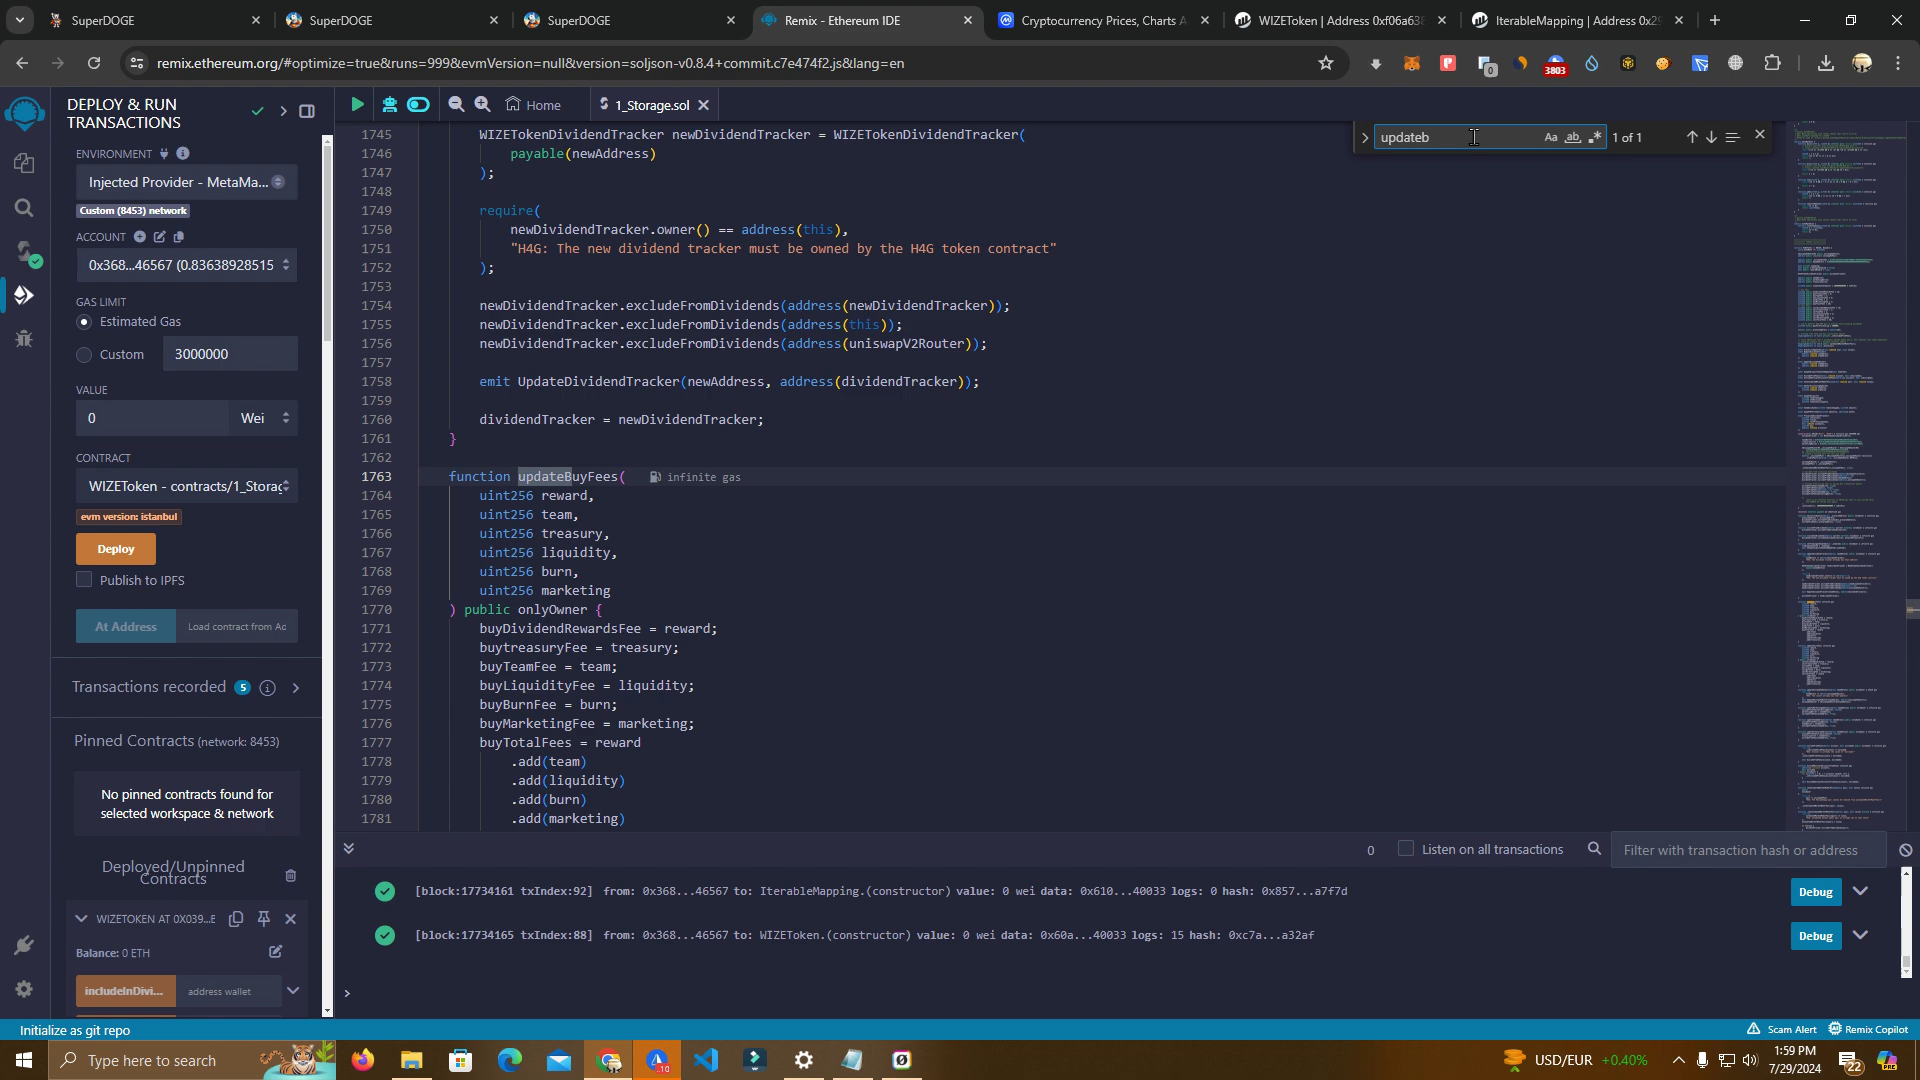 SuperDOGE
SuperDOGE
SuperDOGE
Remix - Ethereum IDE
Cryptocurrency Prices, Charts A
WIZEToken | Address 0xf06a638
IterableMapping | Address 0x29
remix.ethereum.org/#optimize=true&runs=999&evmVersion=null&version=soljson-v0.8.4+commit.c7e474f2.js&lang=en
0
3803
DEPLOY & RUN
TRANSACTIONS
ENVIRONMENT
Injected Provider - MetaMa...
Custom (8453) network
ACCOUNT
0x368...46567 (0.83638928515
GAS LIMIT
Estimated Gas
Custom
3000000
VALUE
0
Wei
CONTRACT
WIZEToken - contracts/1_Storag
evm version: istanbul
Deploy
Publish to IPFS
At Address
Load contract from Ad
Transactions recorded 5
Pinned Contracts (network: 8453)
No pinned contracts found for
selected workspace & network
Deployed/Unpinned
Contracts
WIZETOKEN AT 0X039...E
Balance: 0 ETH
includeInDivi...
address wallet
Home
1_Storage.sol
updateb
Aa
ab
1 of 1
1745 WIZETokenDividendTracker newDividendTracker = WIZETokenDividendTracker(
1746 payable(newAddress)
1747 );
1748
1749 require(
1750 newDividendTracker.owner() == address(this),
1751 "H4G: The new dividend tracker must be owned by the H4G token contract"
1752 );
1753
1754 newDividendTracker.excludeFromDividends(address(newDividendTracker));
1755 newDividendTracker.excludeFromDividends(address(this));
1756 newDividendTracker.excludeFromDividends(address(uniswapV2Router));
1757
1758 emit UpdateDividendTracker(newAddress, address(dividendTracker));
1759
1760 dividendTracker = newDividendTracker;
1761 }
1762
1763 function updateBuyFees( infinite gas
1764 uint256 reward,
1765 uint256 team,
1766 uint256 treasury,
1767 uint256 liquidity,
1768 uint256 burn,
1769 uint256 marketing
1770 ) public onlyOwner {
1771 buyDividendRewardsFee = reward;
1772 buytreasuryFee = treasury;
1773 buyTeamFee = team;
1774 buyLiquidityFee = liquidity;
1775 buyBurnFee = burn;
1776 buyMarketingFee = marketing;
1777 buyTotalFees = reward
1778 .add(team)
1779 .add(liquidity)
1780 .add(burn)
1781 .add(marketing)
0
Listen on all transactions
Filter with transaction hash or address
[block:17734161 txIndex:92] from: 0x368...46567 to: IterableMapping.(constructor) value: 0 wei data: 0x610...40033 logs: 0 hash: 0x857...a7f7d
Debug
[block:17734165 txIndex:88] from: 0x368...46567 to: WIZEToken.(constructor) value: 0 wei data: 0x60a...40033 logs: 15 hash: 0xc7a...a32af
Debug
>
Initialize as git repo
Scam Alert
Remix Copilot
Type here to search
USD/EUR +0.40%
1:59 PM
7/29/2024
22